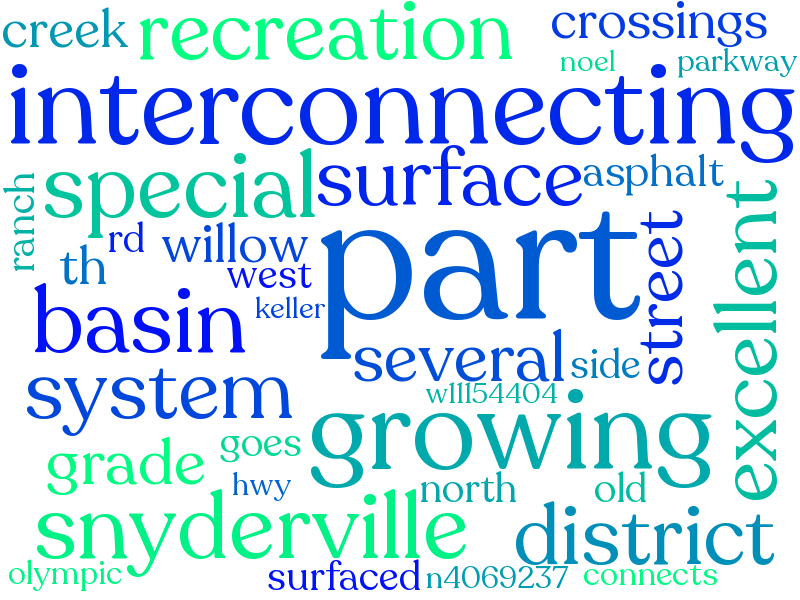 creek recreation crossings
noel parkway
interconnecting
special surface asphalt
ranch
rd willow
th west
part
street
excellent
keller
basin
several side
system
w11154404
growing
grade goes
hwy north old
snyderville
district
olympic surfaced n4069237 connects